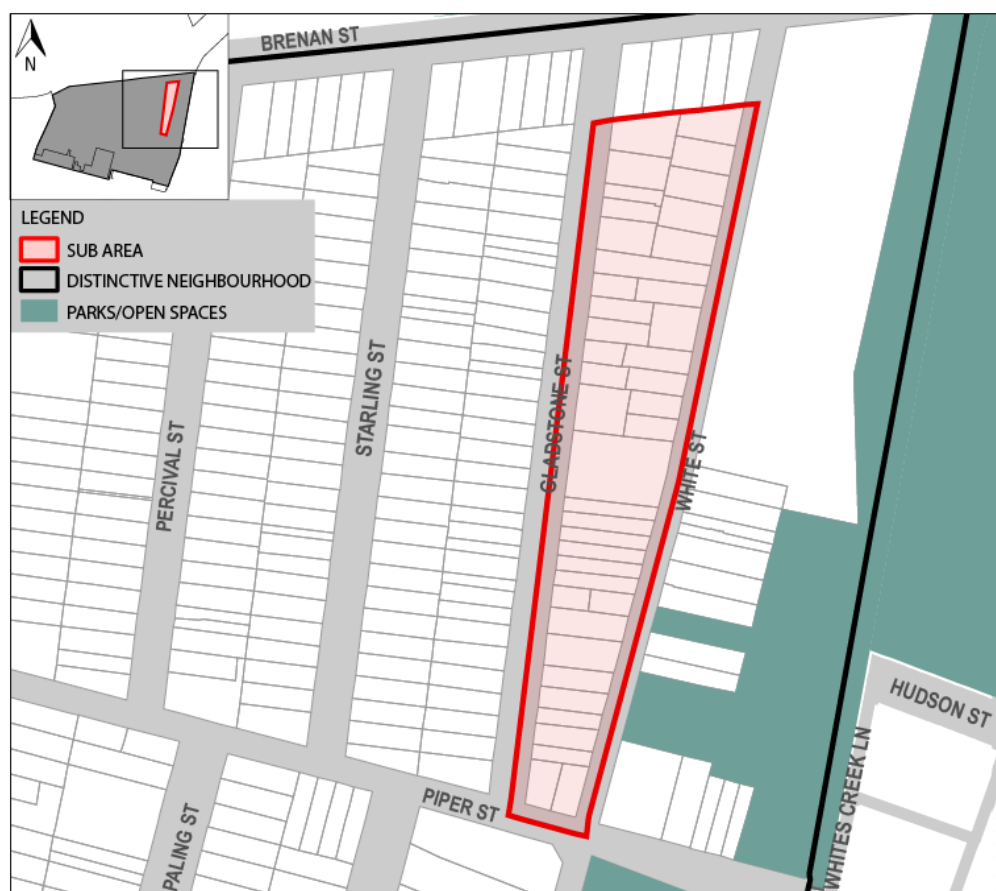 BRENAN ST
N
LEGEND
SUB AREA
DISTINCTIVE NEIGHBOURHOOD
PARKS/OPEN SPACES
PERCIVAL ST
STARLING ST
GLADSTONE ST
WHITE ST
HUDSON ST
WHITES CREEK LN
PIPER ST
PALING ST